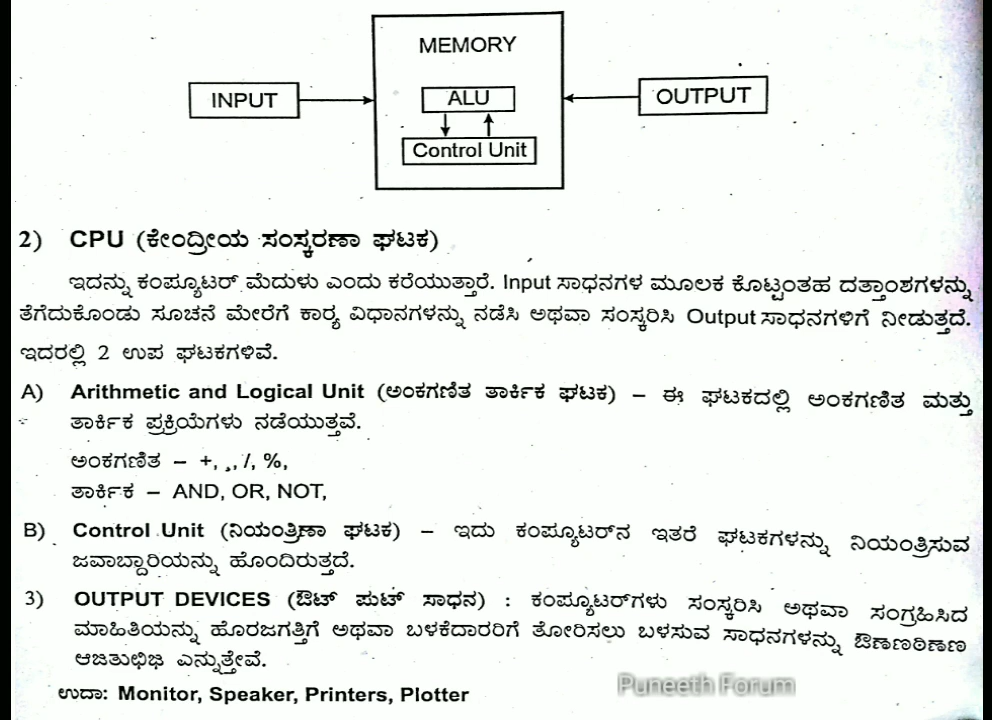 MEMORY
INPUT
ALU
OUTPUT
Control Unit
2) CPU (ಕೇಂದ್ರೀಯ ಸಂಸ್ಕರಣಾ ಘಟಕ)
ಇದನ್ನು ಕಂಪ್ಯೂಟರ್ ಮೆದುಳು ಎಂದು ಕರೆಯುತ್ತಾರೆ. Input ಸಾಧನಗಳ ಮೂಲಕ ಕೊಟ್ಟಂತಹ ದತ್ತಾಂಶಗಳನ್ನು
ತೆಗೆದುಕೊಂಡು ಸೂಚನೆ ಮೇರೆಗೆ ಕಾರ್‍ಯ ವಿಧಾನಗಳನ್ನು ನಡೆಸಿ ಅಥವಾ ಸಂಸ್ಕರಿಸಿ Output ಸಾಧನಗಳಿಗೆ ನೀಡುತ್ತದೆ.
ಇದರಲ್ಲಿ 2 ಉಪ ಘಟಕಗಳಿವೆ.
A) Arithmetic and Logical Unit (ಅಂಕಗಣಿತ ತಾರ್ಕಿಕ ಘಟಕ) – ಈ ಘಟಕದಲ್ಲಿ ಅಂಕಗಣಿತ ಮತ್ತು
ತಾರ್ಕಿಕ ಪ್ರಕ್ರಿಯೆಗಳು ನಡೆಯುತ್ತವೆ.
ಅಂಕಗಣಿತ – +, , /, %,
ತಾರ್ಕಿಕ – AND, OR, NOT,
B) Control Unit (ನಿಯಂತ್ರಿಣಾ ಘಟಕ) – ಇದು ಕಂಪ್ಯೂಟರ್‌ನ ಇತರೆ ಘಟಕಗಳನ್ನು ನಿಯಂತ್ರಿಸುವ
ಜವಾಬ್ದಾರಿಯನ್ನು ಹೊಂದಿರುತ್ತದೆ.
3) OUTPUT DEVICES (ಔಟ್ ಪುಟ್ ಸಾಧನ) : ಕಂಪ್ಯೂಟರ್‌ಗಳು ಸಂಸ್ಕರಿಸಿ ಅಥವಾ ಸಂಗ್ರಹಿಸಿದ
ಮಾಹಿತಿಯನ್ನು ಹೊರಜಗತ್ತಿಗೆ ಅಥವಾ ಬಳಕೆದಾರರಿಗೆ ತೋರಿಸಲು ಬಳಸುವ ಸಾಧನಗಳನ್ನು ಔಣಣಠಿಣಣ
ಎನ್ನುತ್ತೇವೆ.
ಉದಾ: Monitor, Speaker, Printers, Plotter
Puneeth Forum